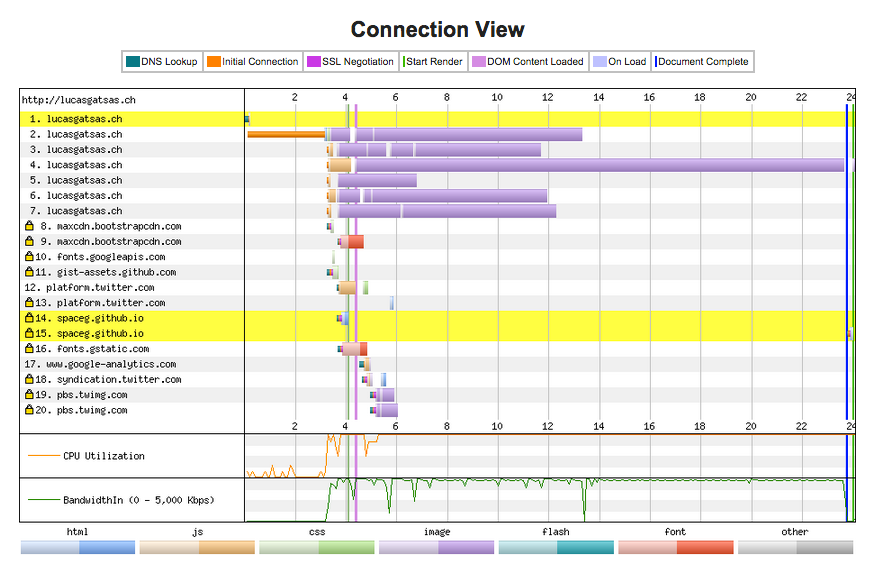 Connection View
DNS Lookup Initial Connection SSL Negotiation Start Render DOM Content Loaded On Load Document Complete
http://lucasgatsas.ch 2 4 6 8 10 12 14 16 18 20 22 24
1. lucasgatsas.ch
2. lucasgatsas.ch
3. lucasgatsas.ch
4. lucasgatsas.ch
5. lucasgatsas.ch
6. lucasgatsas.ch
7. lucasgatsas.ch
8. maxcdn.bootstrapcdn.com
9. maxcdn.bootstrapcdn.com
10. fonts.googleapis.com
11. gist-assets.github.com
12. platform.twitter.com
13. platform.twitter.com
14. spaceg.github.io
15. spaceg.github.io
16. fonts.gstatic.com
17. www.google-analytics.com
18. syndication.twitter.com
19. pbs.twimg.com
20. pbs.twimg.com
2 4 6 8 10 12 14 16 18 20 22 24
CPU Utilization
BandwidthIn (0 - 5,000 Kbps)
html js css image flash font other